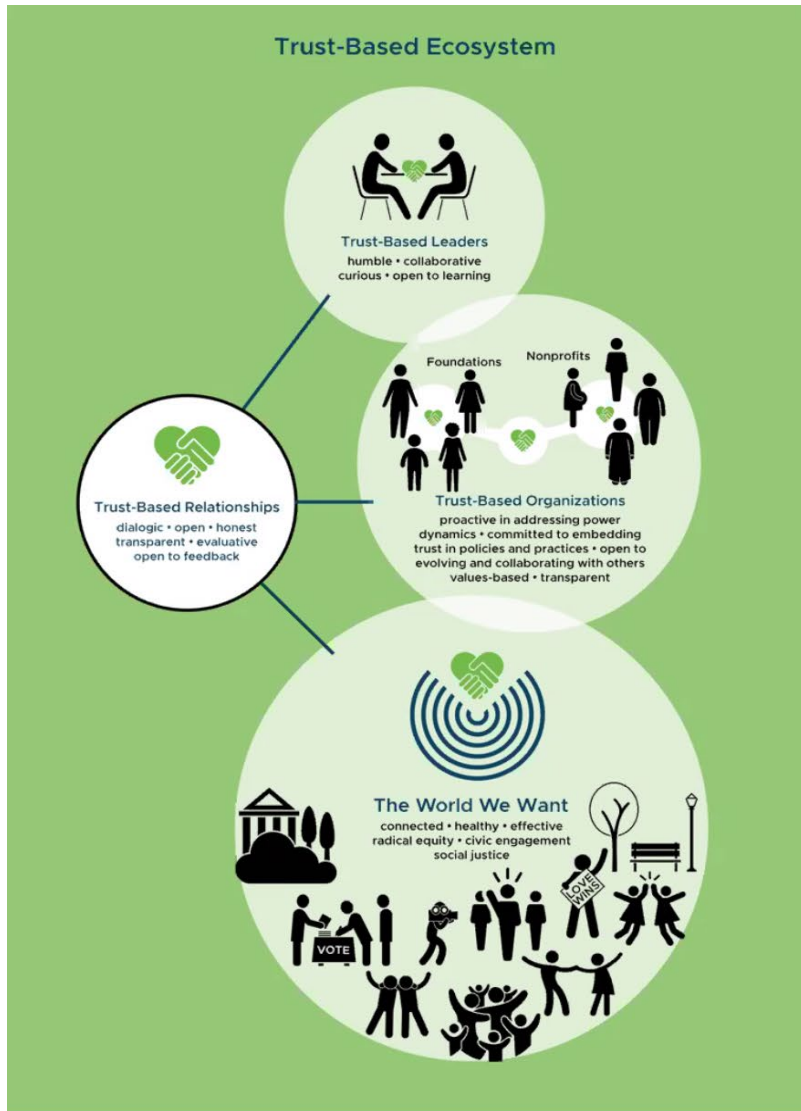 Trust-Based Ecosystem
Trust-Based Leaders
humble • collaborative
curious • open to learning
Foundations
Nonprofits
Trust-Based Relationships
dialogic • open • honest
transparent • evaluative
open to feedback
Trust-Based Organizations
proactive in addressing power
dynamics • committed to embedding
trust in policies and practices • open to
evolving and collaborating with others
values-based • transparent
The World We Want
connected • healthy • effective
radical equity • civic engagement
social justice
LOVE
WINS
VOTE